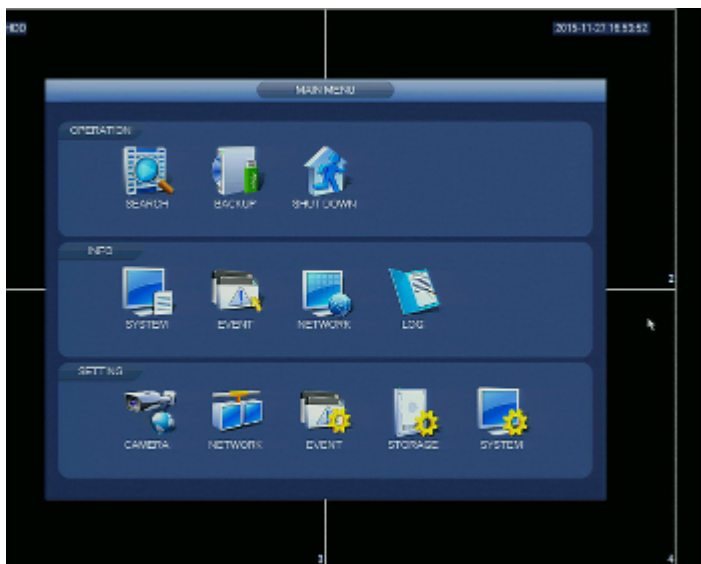 HDD
2015-11-27 16:53:52
MAIN MENU
OPERATION
SEARCH BACKUP SHUT DOWN
INFO
SYSTEM EVENT NETWORK LOG
2
SETTING
CAMERA NETWORK EVENT STORAGE SYSTEM
3
4